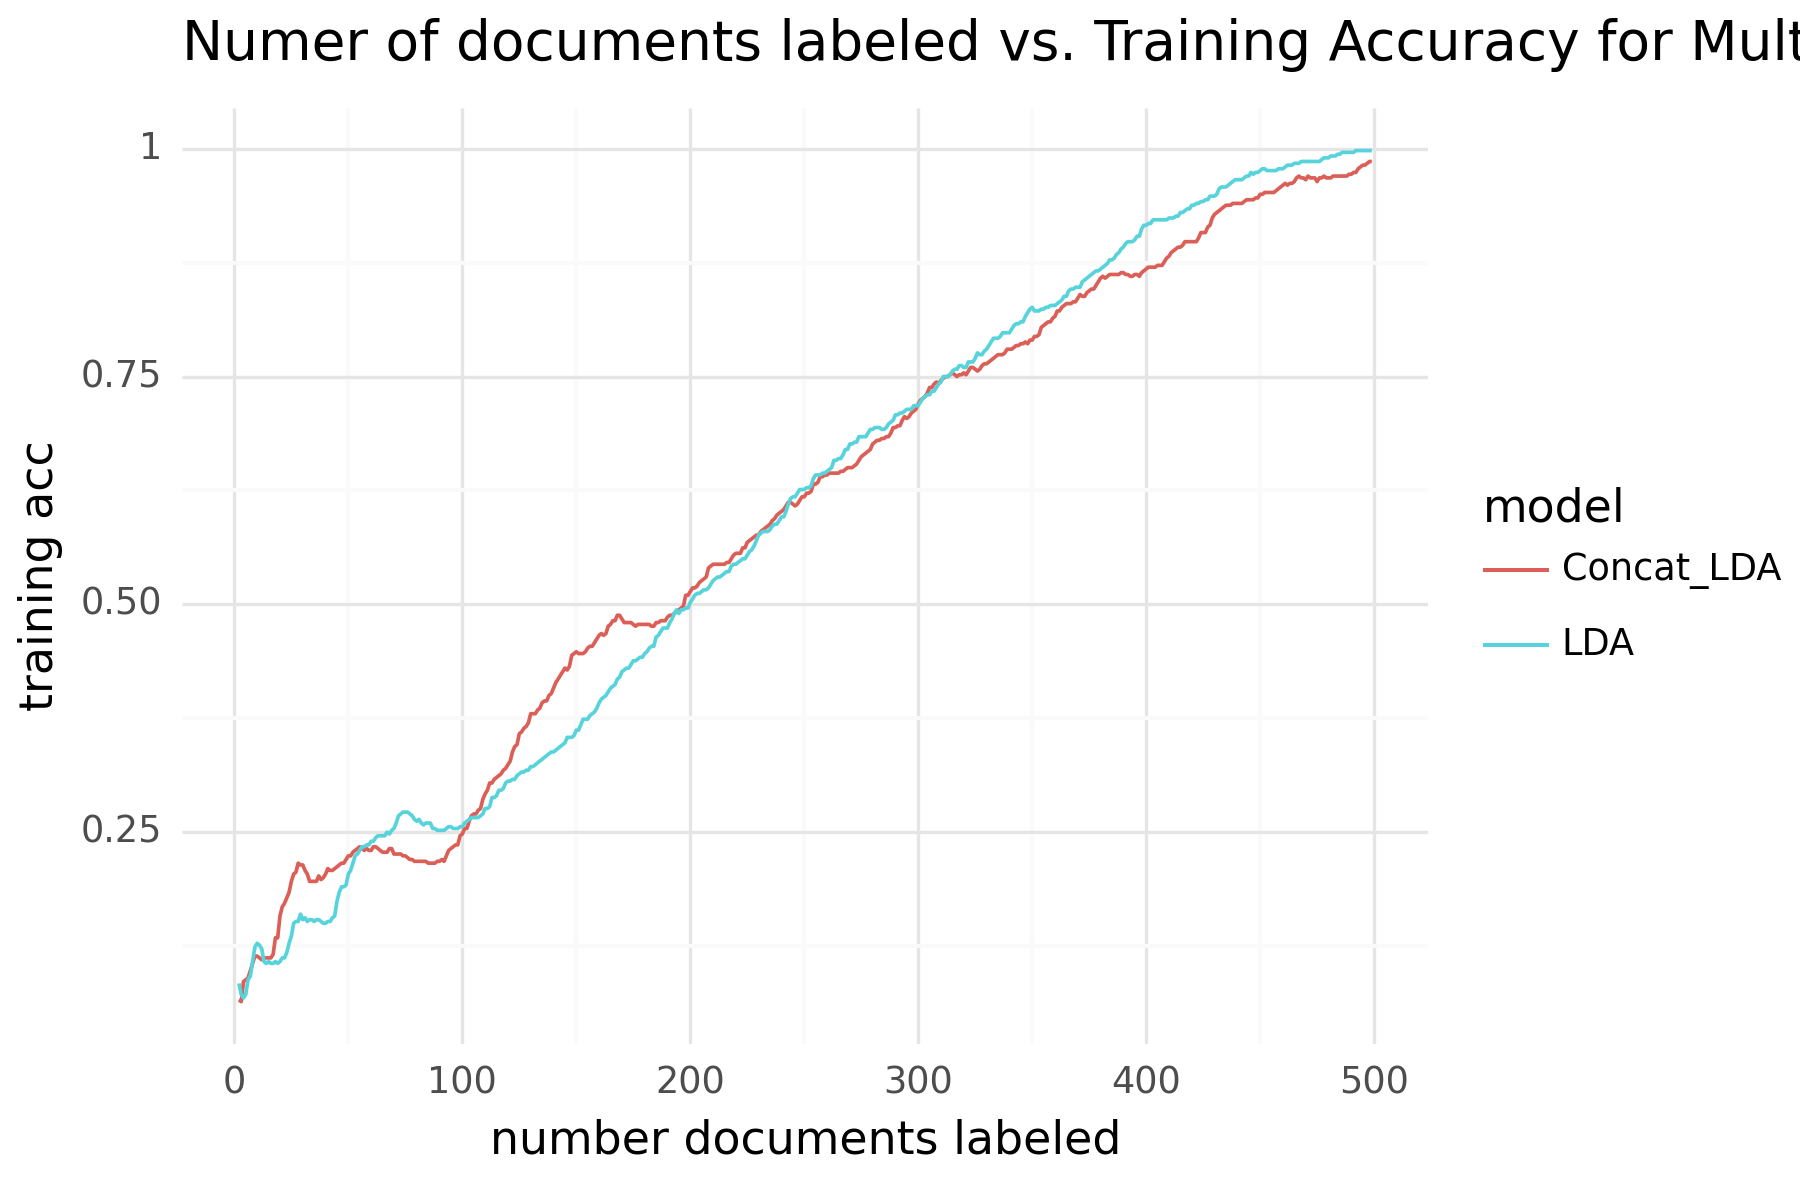 Numer of documents labeled vs. Training Accuracy for Mult
1
0.75
0.50
0.25
training acc
0 100 200 300 400 500
number documents labeled
model
Concat_LDA
LDA